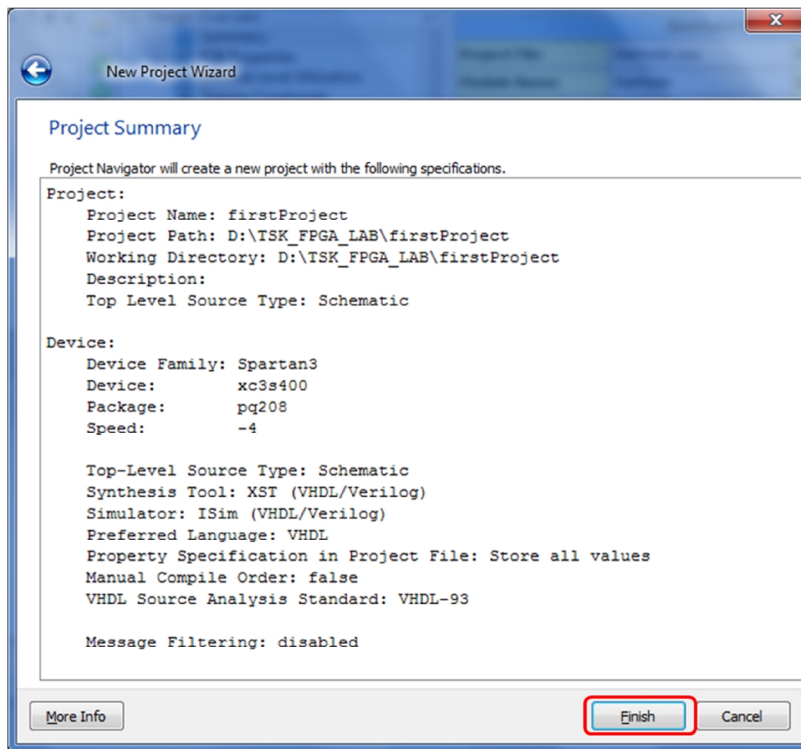 New Project Wizard
Project Summary
Project Navigator will create a new project with the following specifications.
Project:
Project Name: firstProject
Project Path: D:\TSK_FPGA_LAB\firstProject
Working Directory: D:\TSK_FPGA_LAB\firstProject
Description:
Top Level Source Type: Schematic
Device:
Device Family: Spartan3
Device: xc3s400
Package: pq208
Speed: -4
Top-Level Source Type: Schematic
Synthesis Tool: XST (VHDL/Verilog)
Simulator: ISim (VHDL/Verilog)
Preferred Language: VHDL
Property Specification in Project File: Store all values
Manual Compile Order: false
VHDL Source Analysis Standard: VHDL-93
Message Filtering: disabled
More Info Finish Cancel